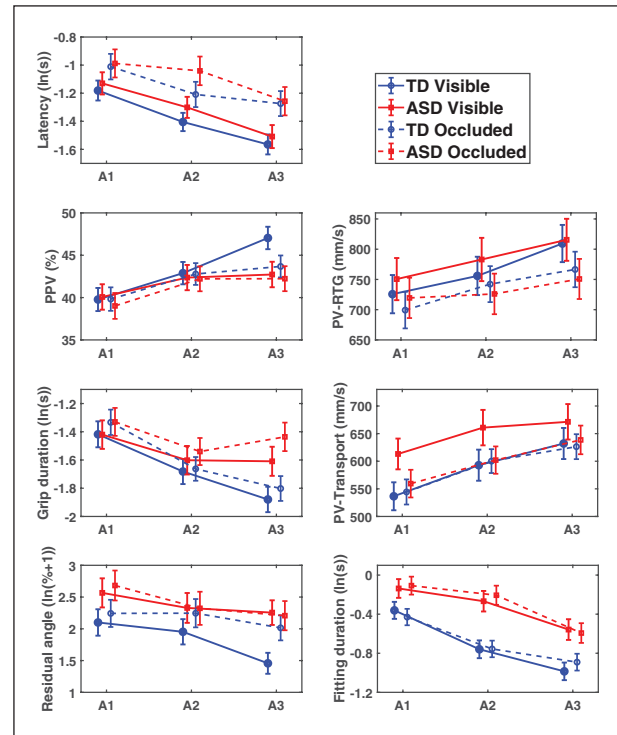 -0.8
-1
-1.2
-1.4
-1.6
Latency (ln(s))
A1 A2 A3
TD Visible
ASD Visible
TD Occluded
ASD Occluded
50
45
40
35
PPV (%)
A1 A2 A3
850
800
750
700
650
PV-RTG (mm/s)
A1 A2 A3
-1
-1.2
-1.4
-1.6
-1.8
-2
Grip duration (ln(s))
A1 A2 A3
750
700
650
600
550
500
PV-Transport (mm/s)
A1 A2 A3
3
2.5
2
1.5
1
Residual angle (ln(%+1))
A1 A2 A3
0
-0.4
-0.8
-1.2
Fitting duration (ln(s))
A1 A2 A3